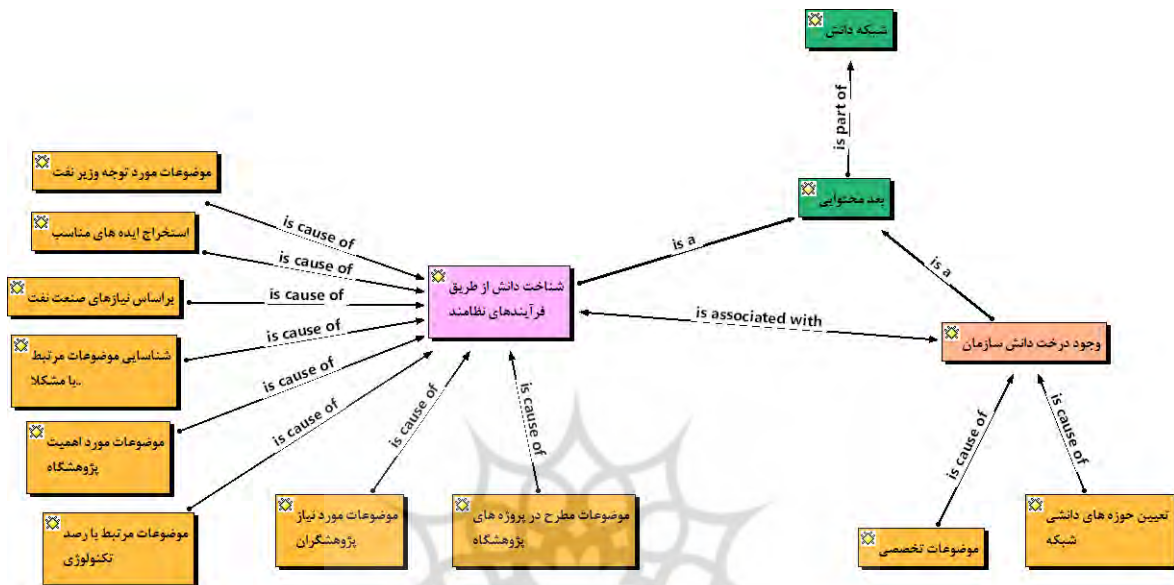 شبکه دانش
is part of
بعد محتوایی
is a
is a
موضوعات مورد توجه وزیر نفت
is cause of
استخراج ایده های مناسب
is cause of
براساس نیازهای صنعت نفت
is cause of
شناخت دانش از طریق
فرآیندهای نظامند
is associated with
وجود درخت دانش سازمان
شناسایی موضوعات مرتبط
با مشکلا..
is cause of
موضوعات مورد اهمیت
پژوهشگاه
is cause of
موضوعات مرتبط با رصد
تکنولوژی
is cause of
موضوعات مورد نیاز
پژوهشگران
is cause of
موضوعات مطرح در پروژه های
پژوهشگاه
is cause of
موضوعات تخصصی
is cause of
تعیین حوزه های دانشی
شبکه
is cause of